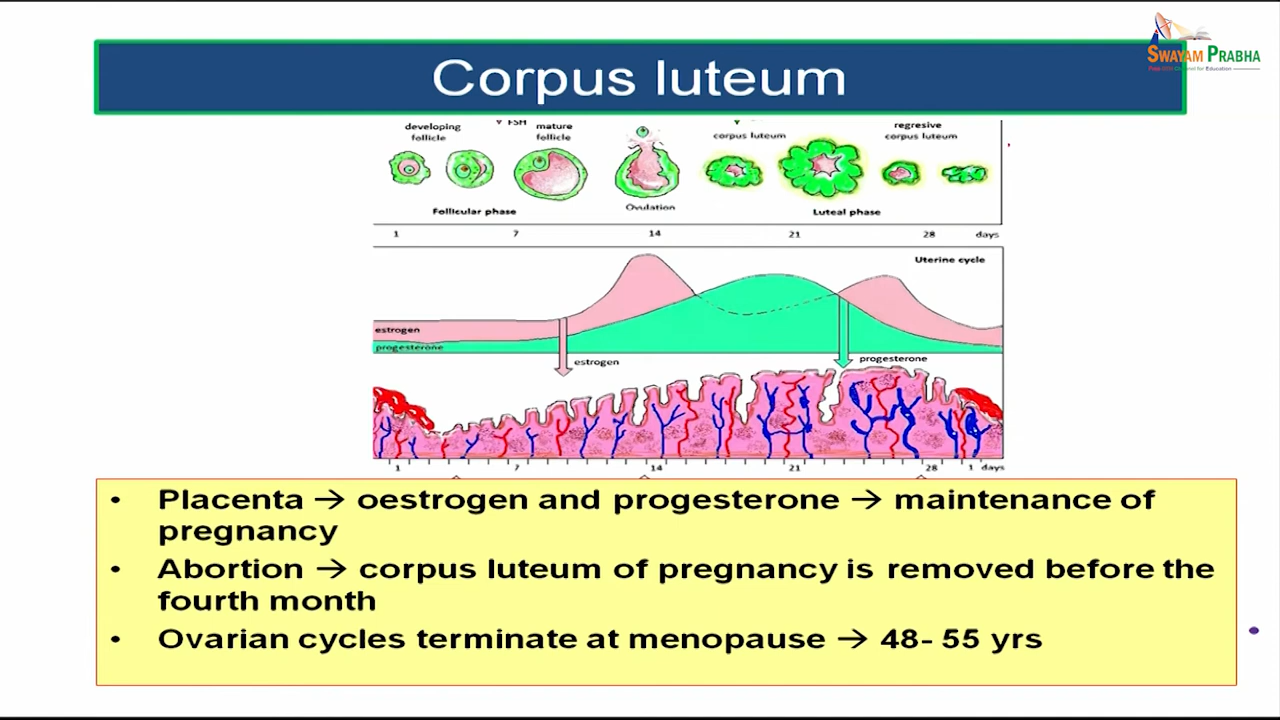 SWAYAM PRABHA
Corpus luteum
developing
follicle
FSH
mature
follicle
corpus luteum
regresive
corpus luteum
Follicular phase
Ovulation
Luteal phase
1 7 14 21 28 days
Uterine cycle
estrogen
progesterone
estrogen
progesterone
1 7 14 21 28 1 days
• Placenta → oestrogen and progesterone → maintenance of
pregnancy
• Abortion → corpus luteum of pregnancy is removed before the
fourth month
• Ovarian cycles terminate at menopause → 48- 55 yrs